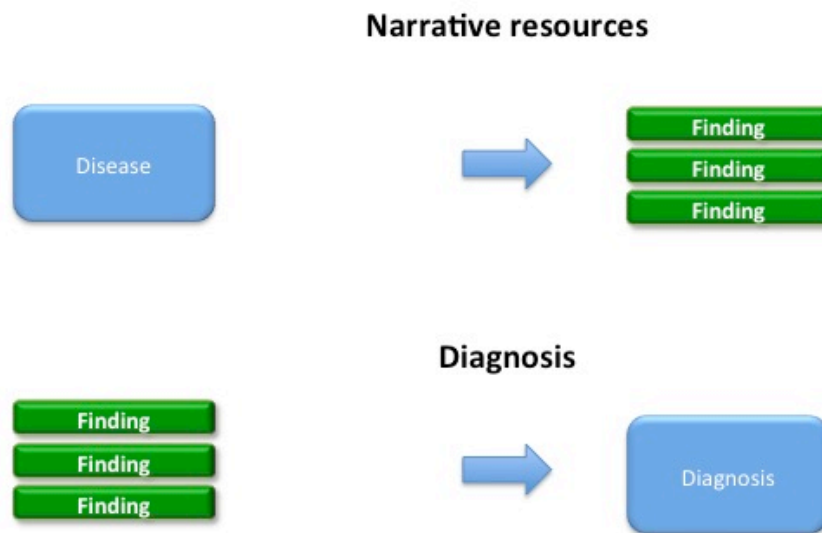 Narrative resources
Disease
Finding
Finding
Finding
Diagnosis
Finding
Finding
Finding
Diagnosis